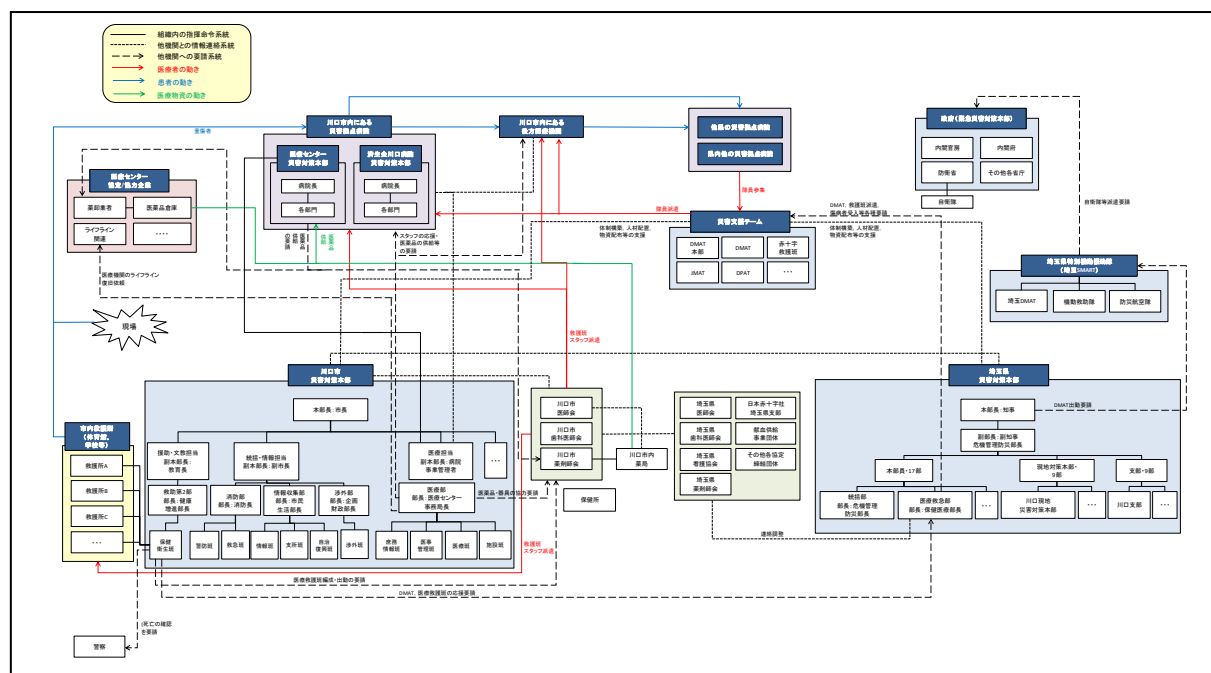 組織内の指揮命令系統
他機関との情報連絡系統
他機関への要請系統
医療者の動き
患者の動き
医療物資の動き
重傷者
川口市内にある
災害拠点病院
川口市内にある
後方医療機関
他県の災害拠点病院
県内他の災害拠点病院
政府(緊急災害対策本部)
内閣官房
内閣府
防衛省
その他各省庁
自衛隊
自衛隊等派遣要請
医療センター
災害対策本部
病院長
各部門
済生会川口病院
災害対策本部
病院長
各部門
医療センター
協定/協力企業
薬卸業者
医薬品倉庫
ライフライン
関連
・・・・
医療機関のライフライン
復旧依頼
医薬品
供給
の要請
医薬品
供給
スタッフの応援・
医薬品の供給等
の要請
隊長派遣
隊長参集
災害支援チーム
DMAT
本部
DMAT
赤十字
救護班
JMAT
DPAT
・・・
体制構築、人材配置、
物資配布等の支援
DMAT、救護班派遣、
傷病者受入等各種要請
体制構築、人材配置、
物資配布等の支援
埼玉県特別機動援助隊
(埼玉SMART)
埼玉DMAT
機動救助隊
防災航空隊
現場
救護班
スタッフ派遣
川口市
災害対策本部
本部長:市長
援助・文教担当
副本部長:
教育長
統括・情報担当
副本部長:副市長
医療担当
副本部長:病院
事業管理者
・・・
救助第2部
部長:健康
増進部長
消防部
部長:消防長
情報収集部
部長:市民
生活部長
渉外部
部長:企画
財政部長
医療部
部長:医療センター
事務局長
保健
衛生班
警防班
救急班
情報班
支所班
自治
復興班
渉外班
庶務
情報班
医事
管理班
医療班
施設班
市内救護所
(体育館、
学校等)
救護所A
救護所B
救護所C
・・・
川口市
医師会
川口市
歯科医師会
川口市
薬剤師会
川口市内
薬局
保健所
医薬品・器具の協力要請
埼玉県
医師会
日本赤十字社
埼玉県支部
埼玉県
歯科医師会
献血供給
事業団体
埼玉県
看護協会
その他各協定
締結団体
埼玉県
薬剤師会
連絡調整
埼玉県
災害対策本部
本部長:知事
副部長:副知事
危機管理防災部長
DMAT出動要請
本部員・17部
現地対策本部・
9部
支部・9部
統括部
部長:危機管理
防災部長
医療救急部
部長:保健医療部長
・・・
川口現地
災害対策本部
・・・
川口支部
・・・
救護班
スタッフ派遣
医療救護班編成・出動の要請
DMAT、医療救護班の応援要請
(死亡の確認
を要請)
警察